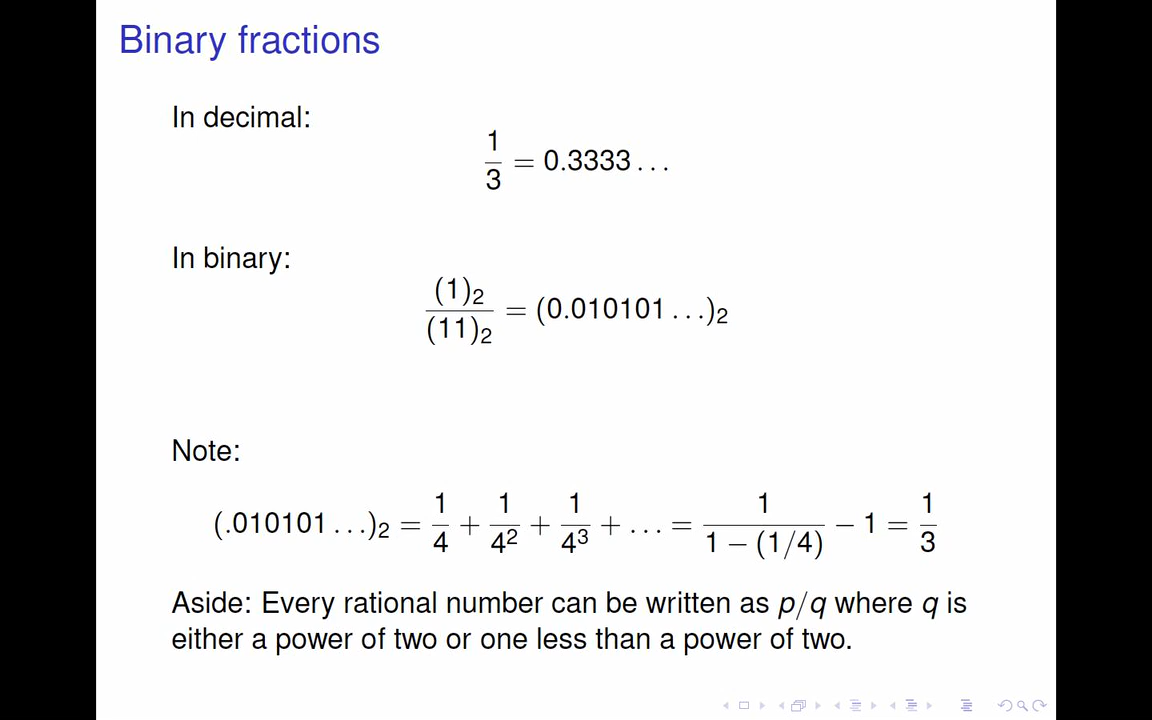 Binary fractions
In decimal:
1/3 = 0.3333...
In binary:
(1)₂/(11)₂ = (0.010101...)₂
Note:
(.010101...)₂ = 1/4 + 1/4² + 1/4³ + ... = 1/(1 − (1/4)) − 1 = 1/3
Aside: Every rational number can be written as p/q where q is
either a power of two or one less than a power of two.